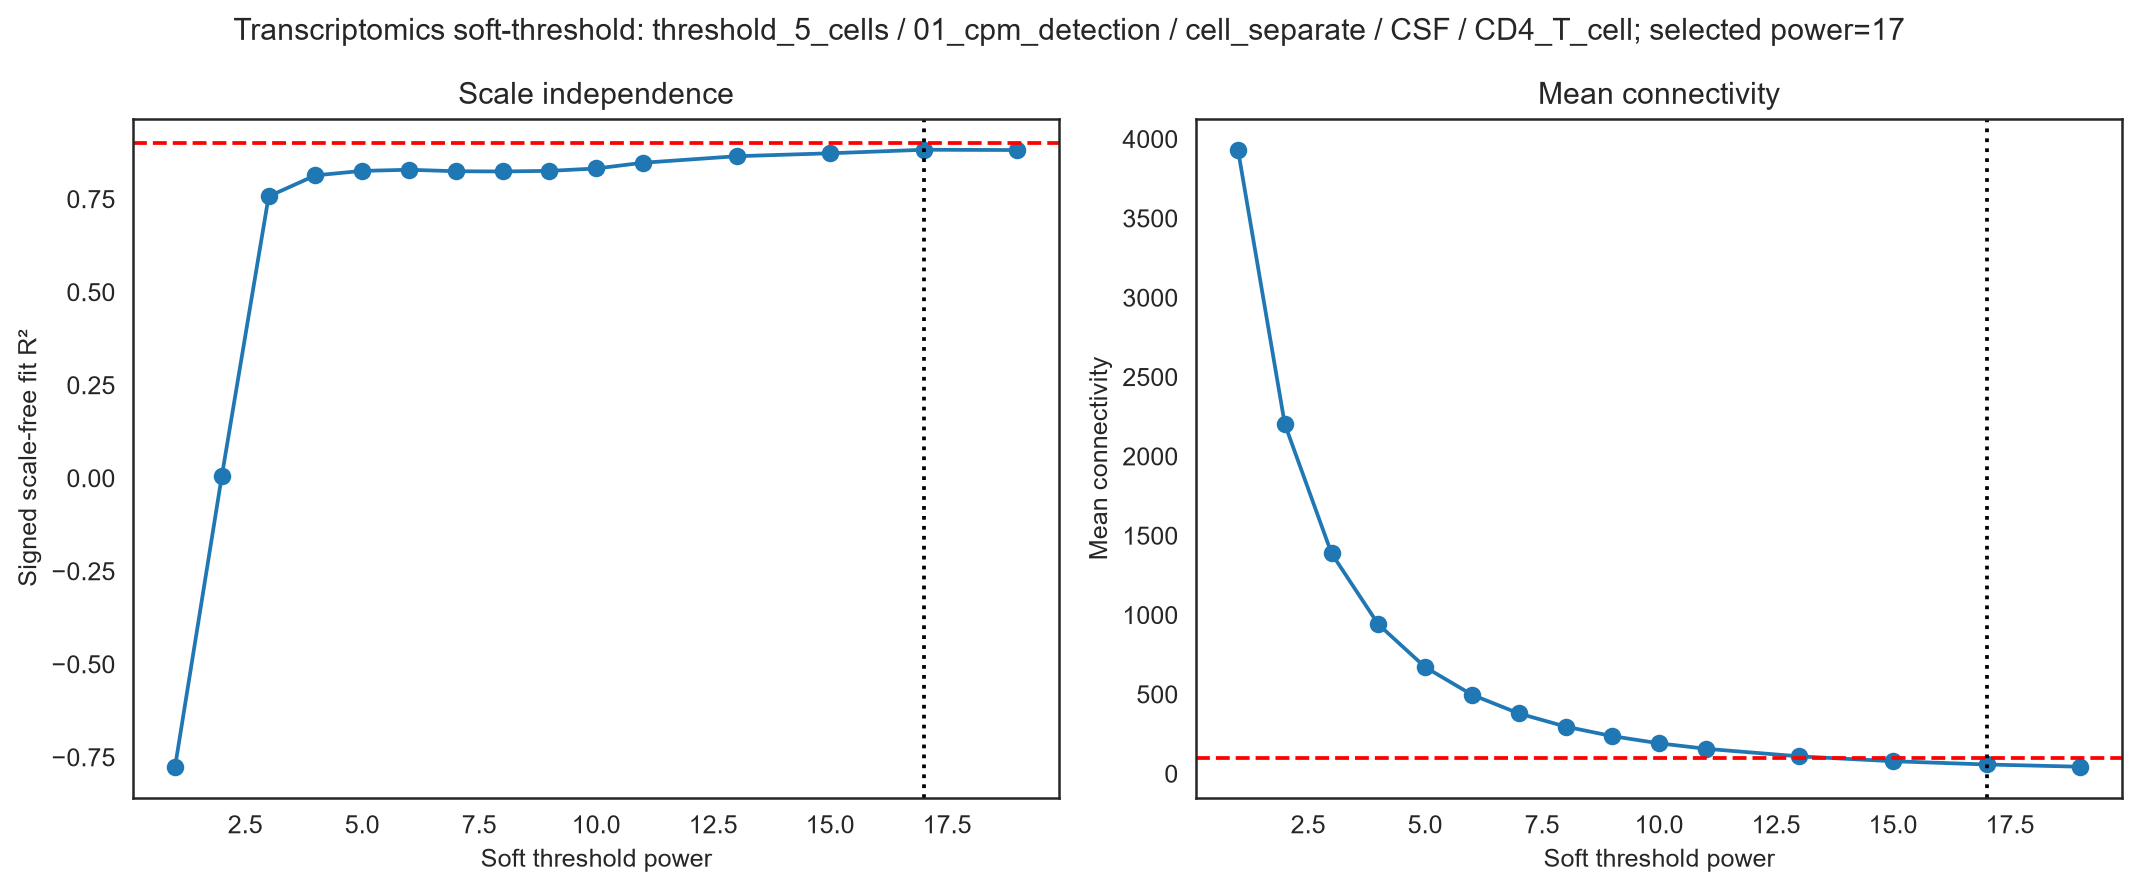 Transcriptomics soft-threshold: threshold_5_cells / 01_cpm_detection / cell_separate / CSF / CD4_T_cell; selected power=17
Scale independence
Signed scale-free fit R²
0.75
0.50
0.25
0.00
−0.25
−0.50
−0.75
2.5 5.0 7.5 10.0 12.5 15.0 17.5
Soft threshold power
Mean connectivity
Mean connectivity
4000
3500
3000
2500
2000
1500
1000
500
0
2.5 5.0 7.5 10.0 12.5 15.0 17.5
Soft threshold power